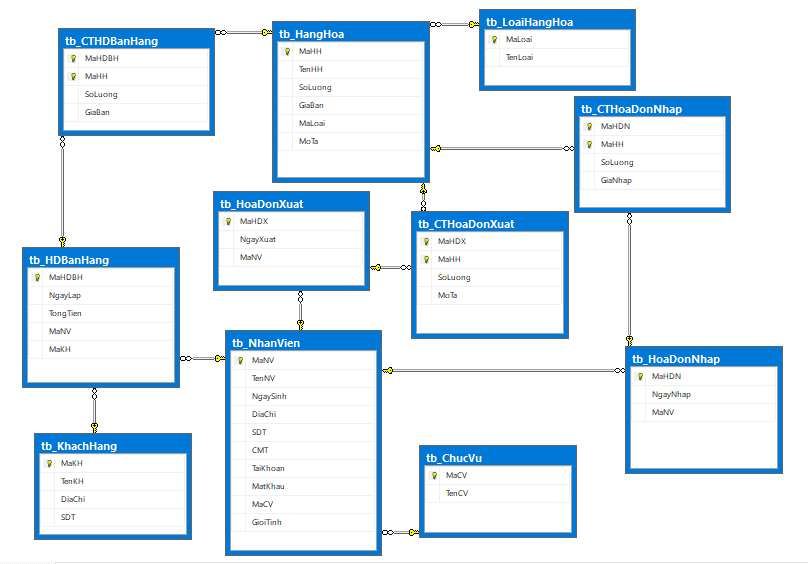 tb_CTHDBanHang
MaHDBH
MaHH
SoLuong
GiaBan
tb_HangHoa
MaHH
TenHH
SoLuong
GiaBan
MaLoai
MoTa
tb_LoaiHangHoa
MaLoai
TenLoai
tb_CTHoaDonNhap
MaHDN
MaHH
SoLuong
GiaNhap
tb_HoaDonXuat
MaHDX
NgayXuat
MaNV
tb_CTHoaDonXuat
MaHDX
MaHH
SoLuong
MoTa
tb_HDBanHang
MaHDBH
NgayLap
TongTien
MaNV
MaKH
tb_NhanVien
MaNV
TenNV
NgaySinh
DiaChi
SDT
CMT
TaiKhoan
MatKhau
MaCV
GioiTinh
tb_HoaDonNhap
MaHDN
NgayNhap
MaNV
tb_KhachHang
MaKH
TenKH
DiaChi
SDT
tb_ChucVu
MaCV
TenCV